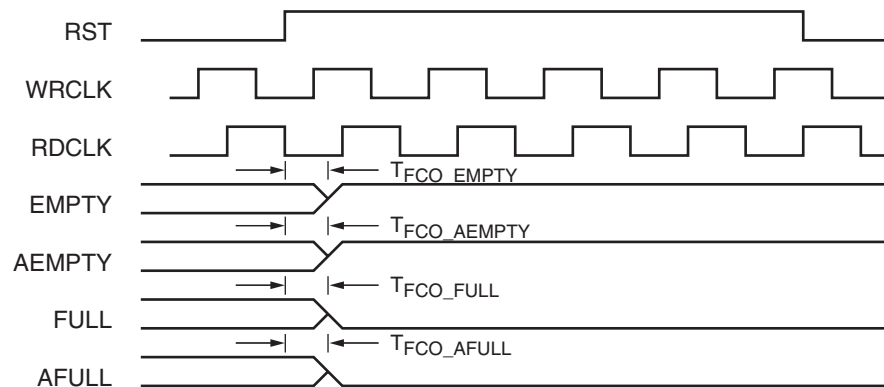 RST
WRCLK
RDCLK
TFCO_EMPTY
EMPTY
TFCO_AEMPTY
AEMPTY
TFCO_FULL
FULL
TFCO_AFULL
AFULL